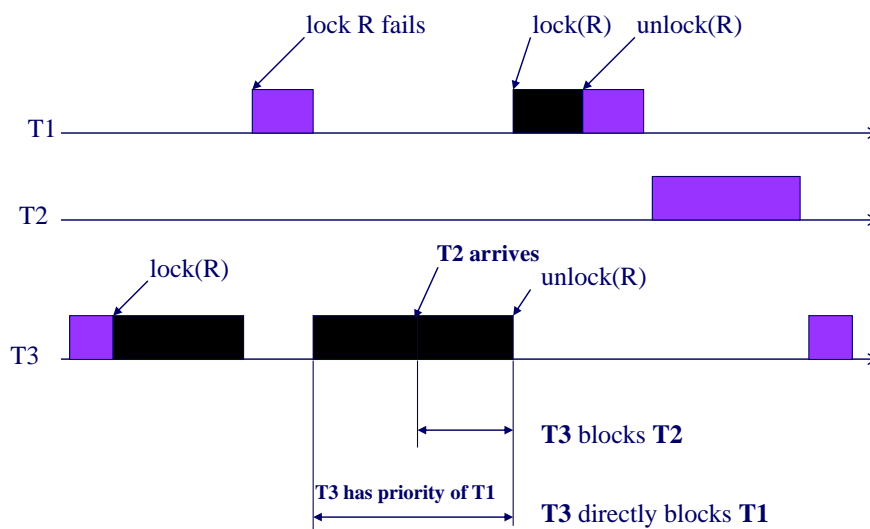 lock R fails
lock(R)
unlock(R)
T1
T2
T2 arrives
lock(R)
unlock(R)
T3
T3 blocks T2
T3 has priority of T1
T3 directly blocks T1